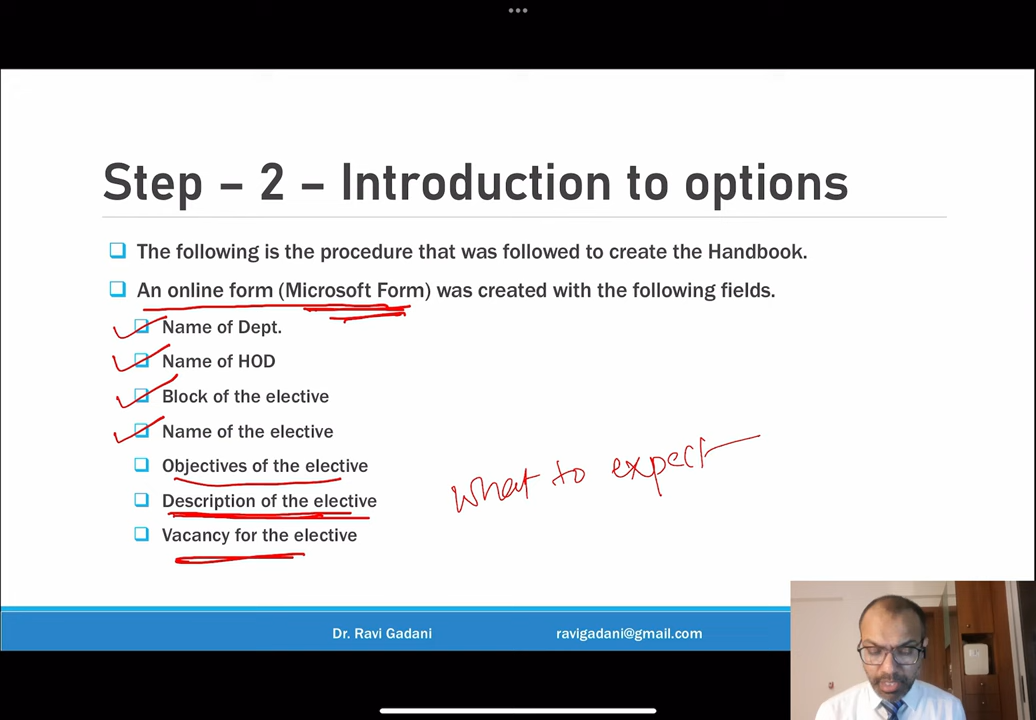 Step – 2 – Introduction to options
The following is the procedure that was followed to create the Handbook.
An online form (Microsoft Form) was created with the following fields.
Name of Dept.
Name of HOD
Block of the elective
Name of the elective
Objectives of the elective
what to expect
Description of the elective
Vacancy for the elective
Dr. Ravi Gadani ravigadani@gmail.com